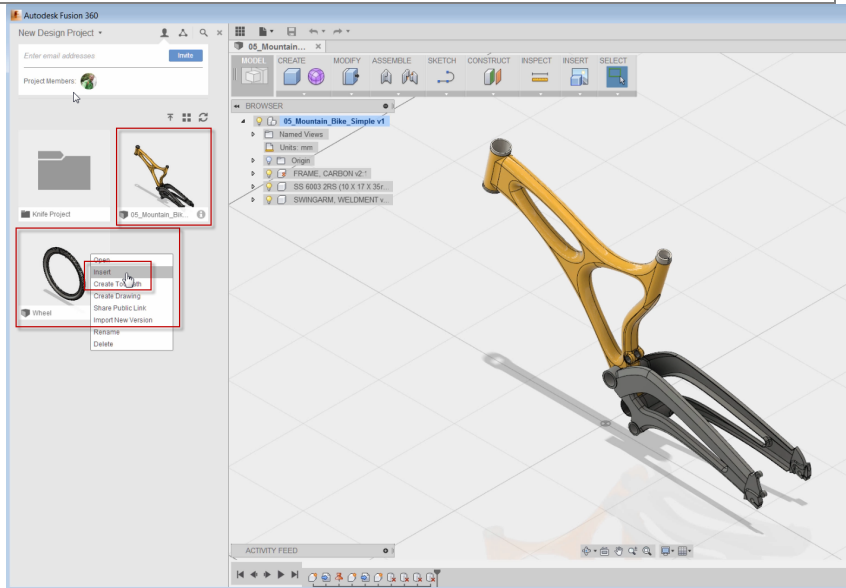 Autodesk Fusion 360
New Design Project
05_Mountain...
Enter email addresses
Invite
Project Members:
MODEL
CREATE
MODIFY
ASSEMBLE
SKETCH
CONSTRUCT
INSPECT
INSERT
SELECT
BROWSER
05_Mountain_Bike_Simple v1
Named Views
Units: mm
Origin
FRAME, CARBON v2:'
SS 6003 2RS (10 X 17 X 35r...
SWINGARM, WELDMENT v...
Knife Project
05_Mountain_Bik...
Wheel
Open
Insert
Create Toolpath
Create Drawing
Share Public Link
Import New Version
Rename
Delete
ACTIVITY FEED